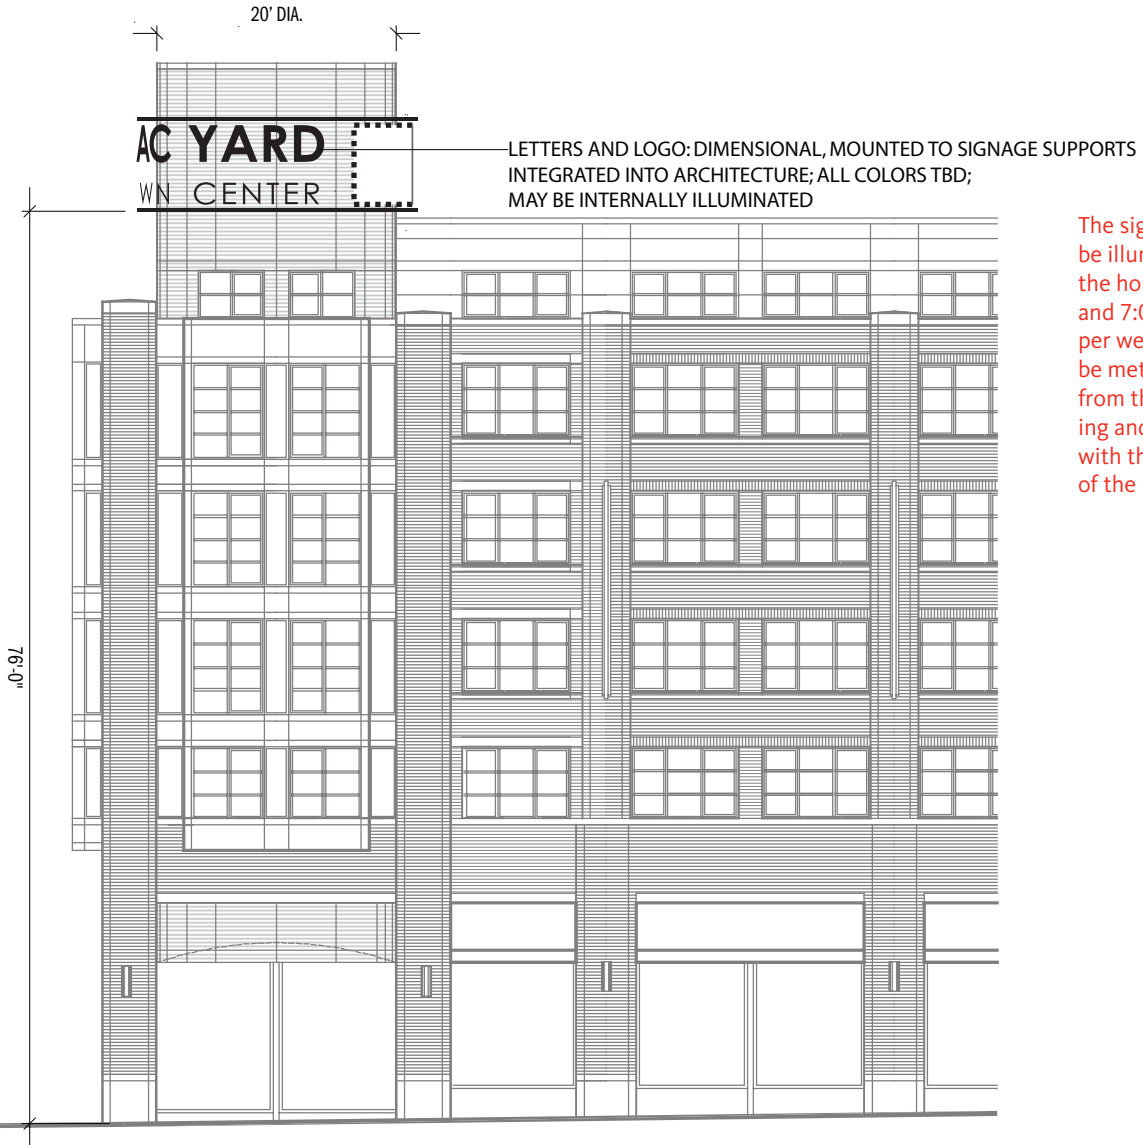 20' DIA.
AC YARD
WN CENTER
LETTERS AND LOGO: DIMENSIONAL, MOUNTED TO SIGNAGE SUPPORTS
INTEGRATED INTO ARCHITECTURE; ALL COLORS TBD;
MAY BE INTERNALLY ILLUMINATED
The sig
be illur
the ho
and 7:0
per we
be met
from th
ing and
with th
of the
76'-0"